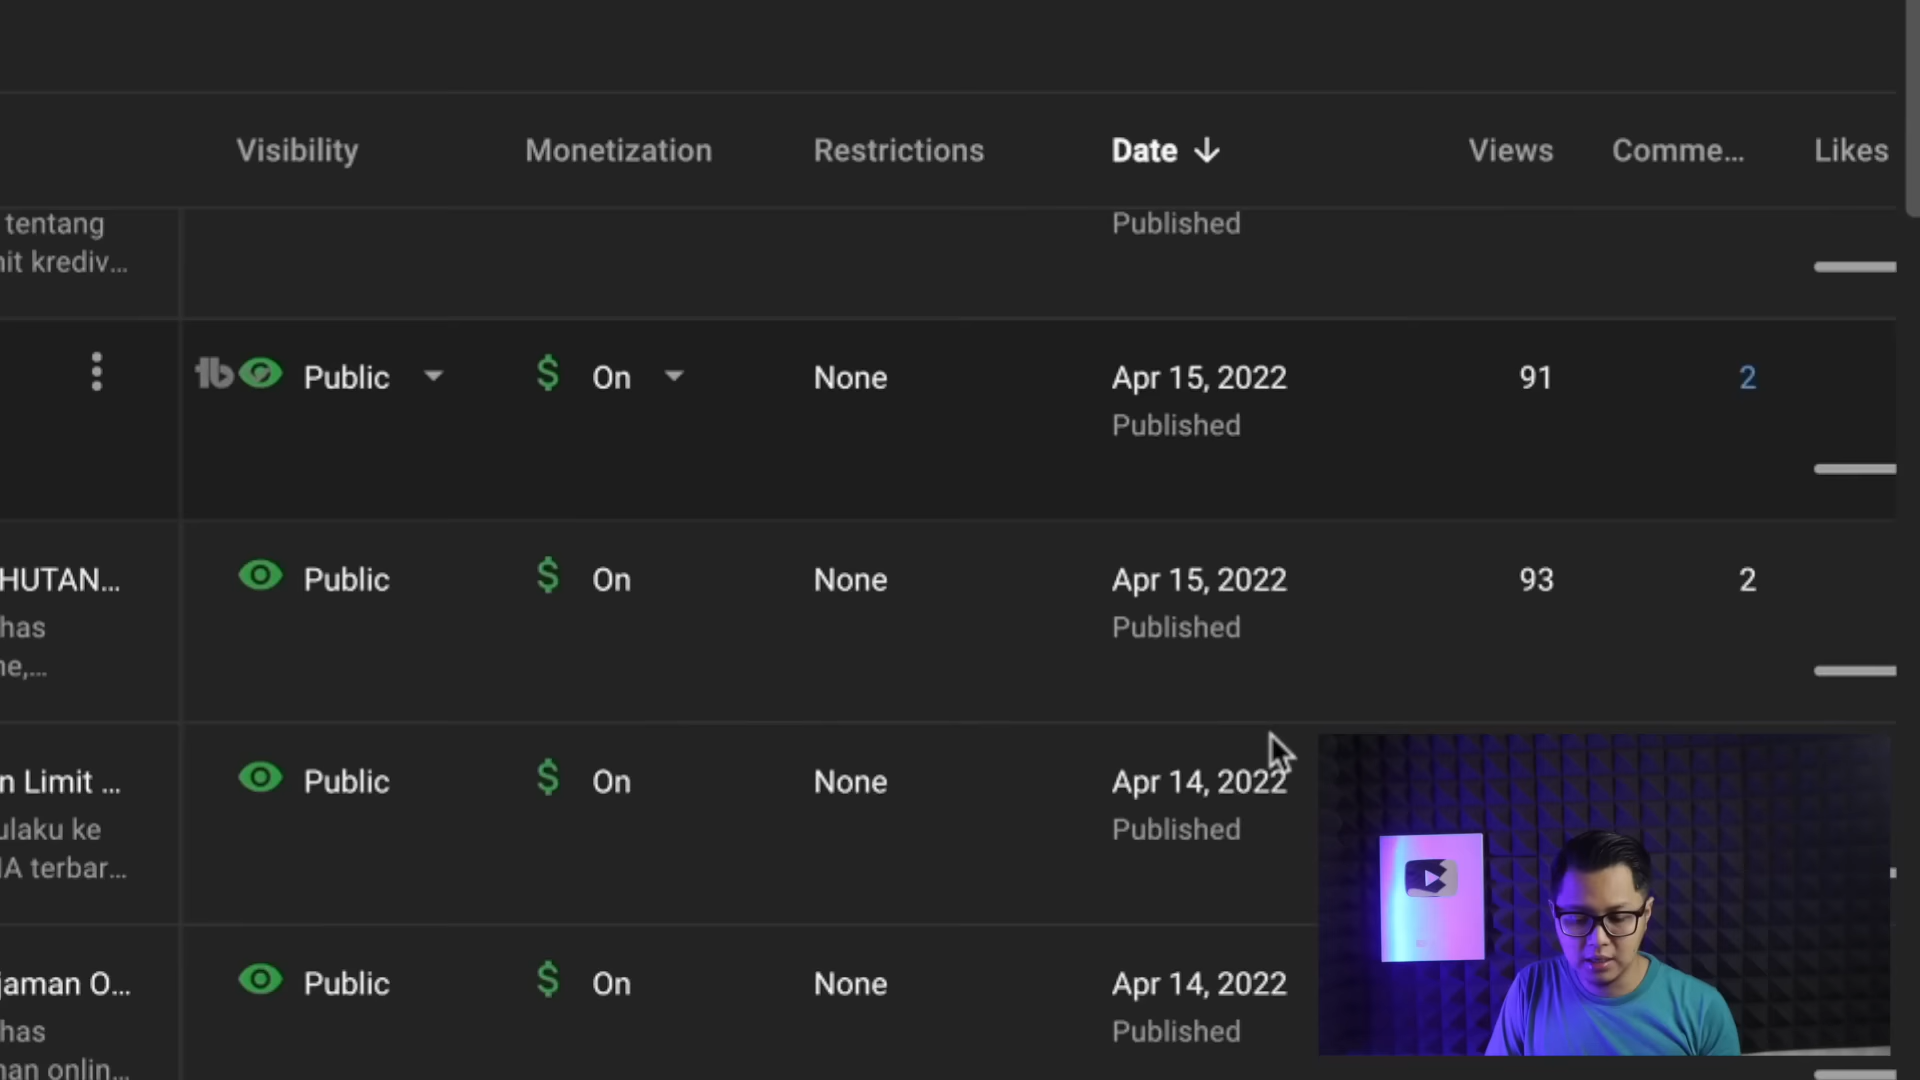 Visibility Monetization Restrictions Date Views Comme... Likes
tentang Published
it krediv...
tb Public $ On None Apr 15, 2022 91 2
Published
HUTAN... Public $ On None Apr 15, 2022 93 2
has Published
ne,...
n Limit ... Public $ On None Apr 14, 2022
ulaku ke Published
A terbar...
jaman O... Public $ On None Apr 14, 2022
has Published
an onlin...